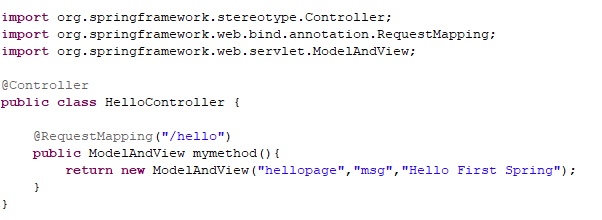 import org.springframework.stereotype.Controller;
import org.springframework.web.bind.annotation.RequestMapping;
import org.springframework.web.servlet.ModelAndView;
@Controller
public class HelloController {
@RequestMapping("/hello")
public ModelAndView mymethod(){
return new ModelAndView("hellopage","msg","Hello First Spring");
}
}